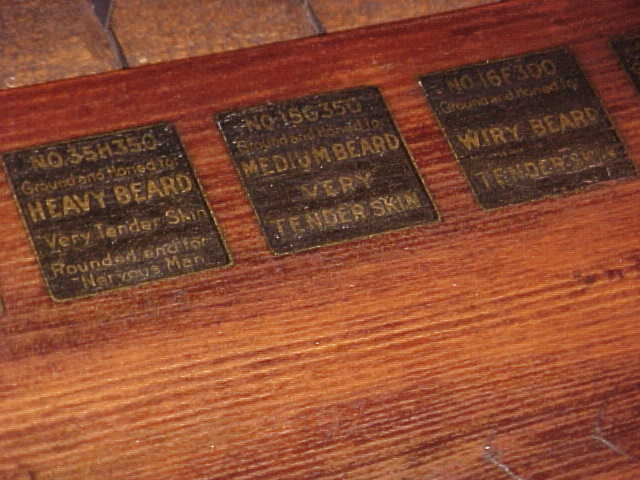 NO. 35H350
Ground and Honed To:
HEAVY BEARD
Very Tender Skin
Rounded end for
Nervous Man
NO. 15G350
Ground and Honed To:
MEDIUM BEARD
VERY
TENDER SKIN
NO. 16F300
Ground and Honed To:
WIRY BEARD
TENDER SKIN